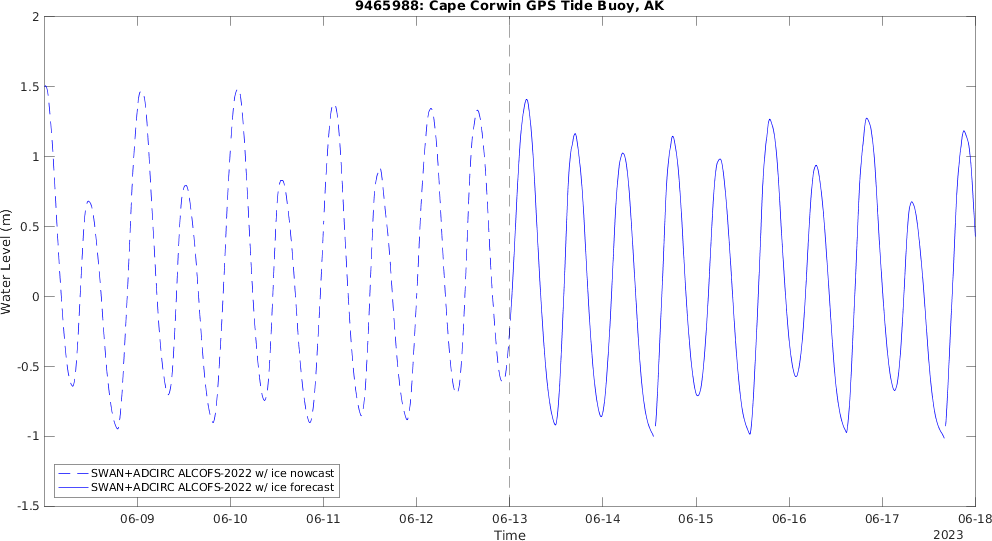 9465988: Cape Corwin GPS Tide Buoy, AK
Water Level (m)
2
1.5
1
0.5
0
-0.5
-1
-1.5
SWAN+ADCIRC ALCOFS-2022 w/ ice nowcast
SWAN+ADCIRC ALCOFS-2022 w/ ice forecast
06-09 06-10 06-11 06-12 06-13 06-14 06-15 06-16 06-17 06-18
Time
2023